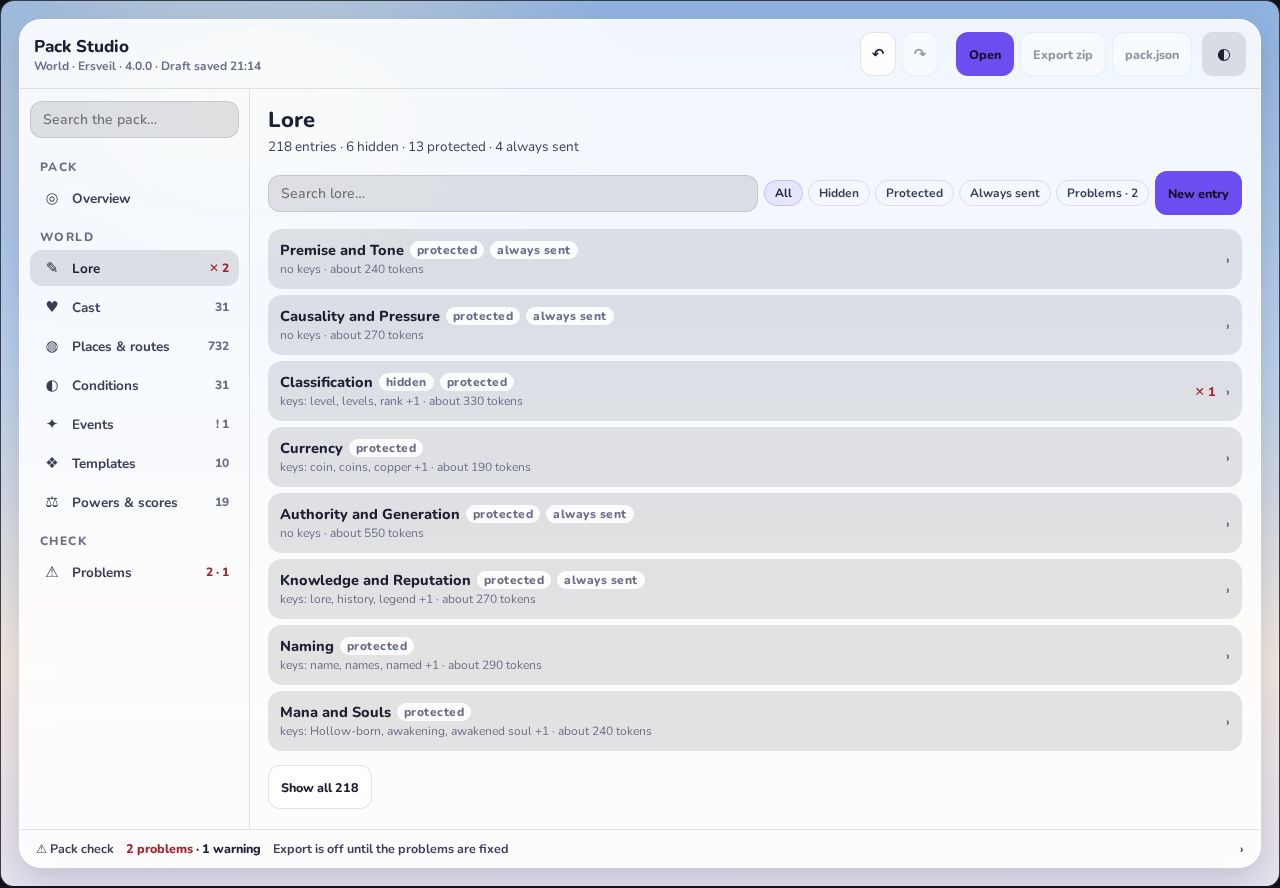 Pack Studio
World · Ersveil · 4.0.0 · Draft saved 21:14
↶ ↷ Open Export zip pack.json ◐
Search the pack...
PACK
◎ Overview
WORLD
✎ Lore ✕ 2
♥ Cast 31
◍ Places & routes 732
◐ Conditions 31
✦ Events ! 1
❖ Templates 10
⚖ Powers & scores 19
CHECK
⚠ Problems 2 · 1
Lore
218 entries · 6 hidden · 13 protected · 4 always sent
Search lore... All Hidden Protected Always sent Problems · 2 New entry
Premise and Tone protected always sent
no keys · about 240 tokens ›
Causality and Pressure protected always sent
no keys · about 270 tokens ›
Classification hidden protected
keys: level, levels, rank +1 · about 330 tokens ✕ 1 ›
Currency protected
keys: coin, coins, copper +1 · about 190 tokens ›
Authority and Generation protected always sent
no keys · about 550 tokens ›
Knowledge and Reputation protected always sent
keys: lore, history, legend +1 · about 270 tokens ›
Naming protected
keys: name, names, named +1 · about 290 tokens ›
Mana and Souls protected
keys: Hollow-born, awakening, awakened soul +1 · about 240 tokens ›
Show all 218
⚠ Pack check 2 problems · 1 warning Export is off until the problems are fixed ›